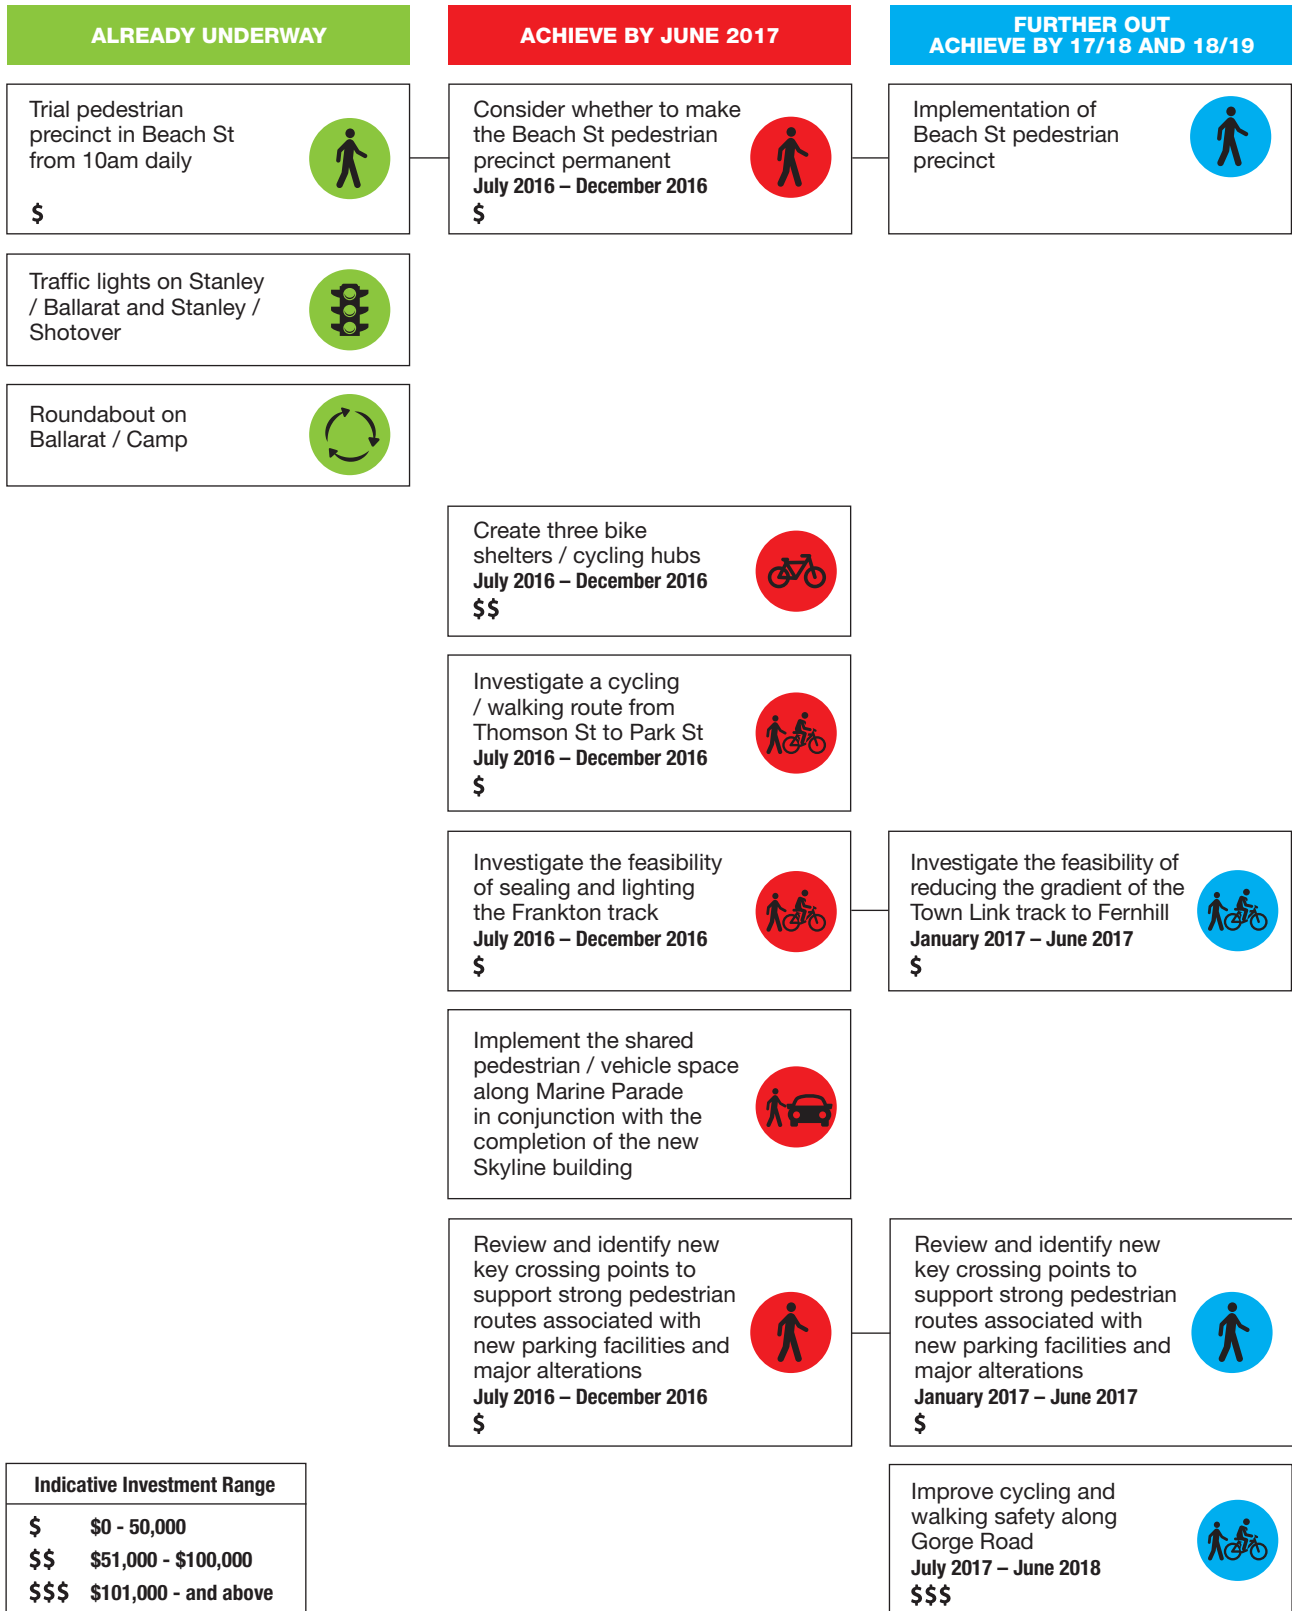 ALREADY UNDERWAY
ACHIEVE BY JUNE 2017
FURTHER OUT
ACHIEVE BY 17/18 AND 18/19
Trial pedestrian
precinct in Beach St
from 10am daily
$
Consider whether to make
the Beach St pedestrian
precinct permanent
July 2016 – December 2016
$
Implementation of
Beach St pedestrian
precinct
Traffic lights on Stanley
/ Ballarat and Stanley /
Shotover
Roundabout on
Ballarat / Camp
Create three bike
shelters / cycling hubs
July 2016 – December 2016
$$
Investigate a cycling
/ walking route from
Thomson St to Park St
July 2016 – December 2016
$
Investigate the feasibility
of sealing and lighting
the Frankton track
July 2016 – December 2016
$
Investigate the feasibility of
reducing the gradient of the
Town Link track to Fernhill
January 2017 – June 2017
$
Implement the shared
pedestrian / vehicle space
along Marine Parade
in conjunction with the
completion of the new
Skyline building
Review and identify new
key crossing points to
support strong pedestrian
routes associated with
new parking facilities and
major alterations
July 2016 – December 2016
$
Review and identify new
key crossing points to
support strong pedestrian
routes associated with
new parking facilities and
major alterations
January 2017 – June 2017
$
Indicative Investment Range
$ $0 - 50,000
$$ $51,000 - $100,000
$$$ $101,000 - and above
Improve cycling and
walking safety along
Gorge Road
July 2017 – June 2018
$$$